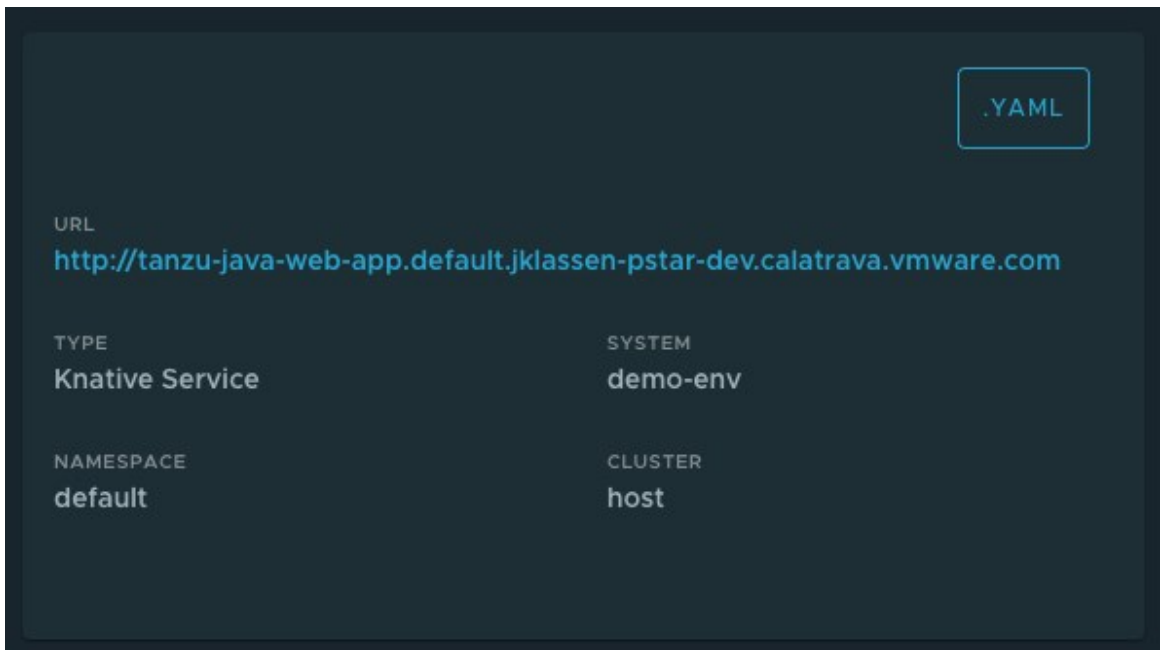 .YAML
URL
http://tanzu-java-web-app.default.jklassen-pstar-dev.calatrava.vmware.com
TYPE
Knative Service
SYSTEM
demo-env
NAMESPACE
default
CLUSTER
host